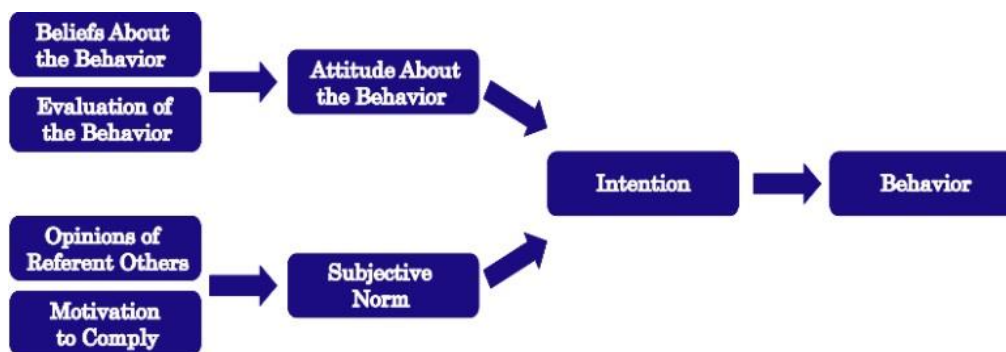 Beliefs About
the Behavior
Evaluation of
the Behavior
Attitude About
the Behavior
Opinions of
Referent Others
Motivation
to Comply
Subjective
Norm
Intention
Behavior